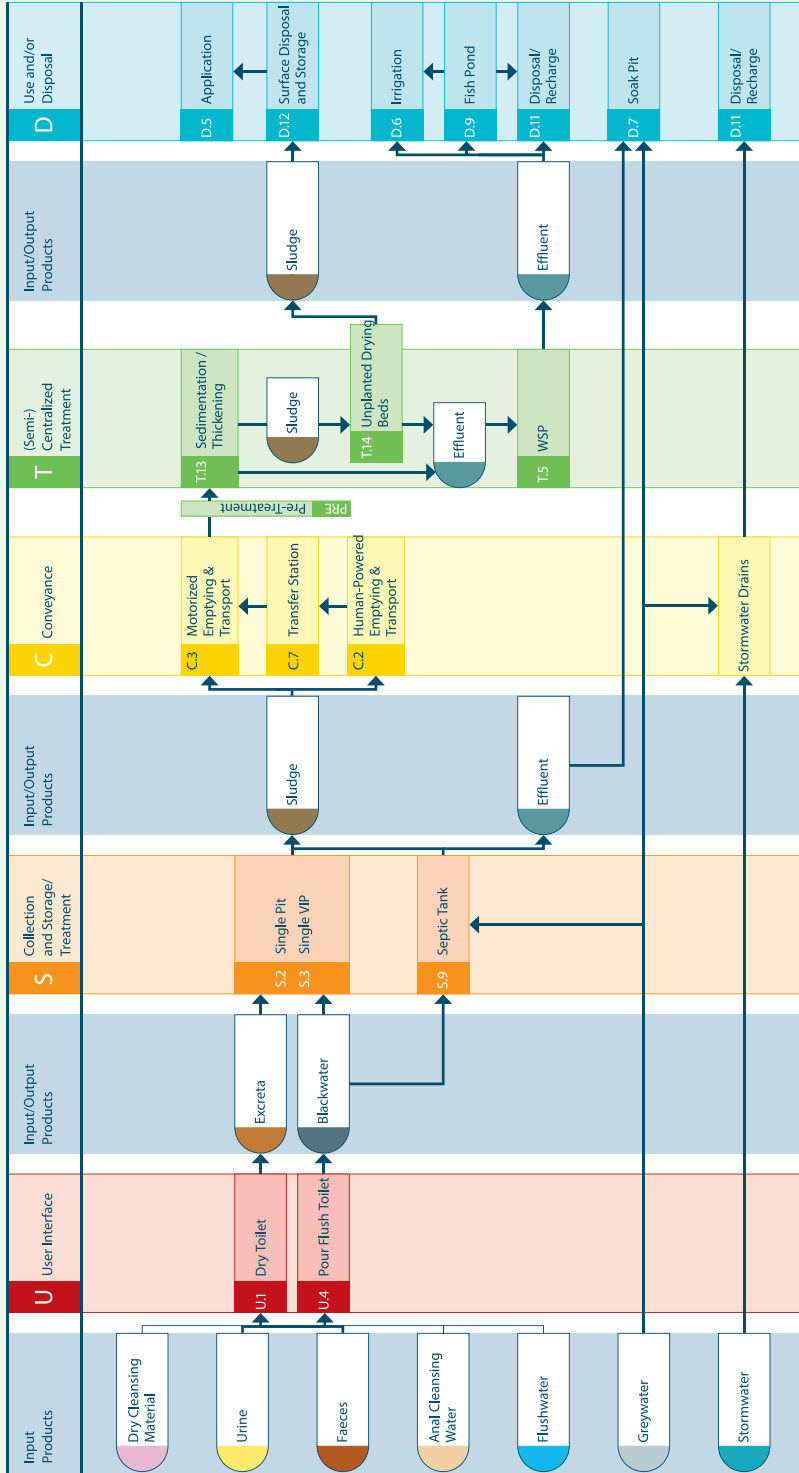 Input
Products
U
User Interface
Input/Output
Products
S
Collection
and Storage/
Treatment
Input/Output
Products
C
Conveyance
T
(Semi-)
Centralized
Treatment
Input/Output
Products
D
Use and/or
Disposal
Dry Cleansing
Material
Urine
Faeces
Anal Cleansing
Water
Flushwater
Greywater
Stormwater
U.1
Dry Toilet
U.4
Pour Flush Toilet
Excreta
Blackwater
S.2
Single Pit
S.3
Single VIP
S.9
Septic Tank
Sludge
Effluent
C.3
Motorized
Emptying &
Transport
C.7
Transfer Station
C.2
Human-Powered
Emptying &
Transport
Stormwater Drains
PRE
Pre-Treatment
T.13
Sedimentation /
Thickening
Sludge
T.14
Unplanted Drying
Beds
Effluent
T.5
WSP
Sludge
Effluent
D.5
Application
D.12
Surface Disposal
and Storage
D.6
Irrigation
D.9
Fish Pond
D.11
Disposal/
Recharge
D.7
Soak Pit
D.11
Disposal/
Recharge